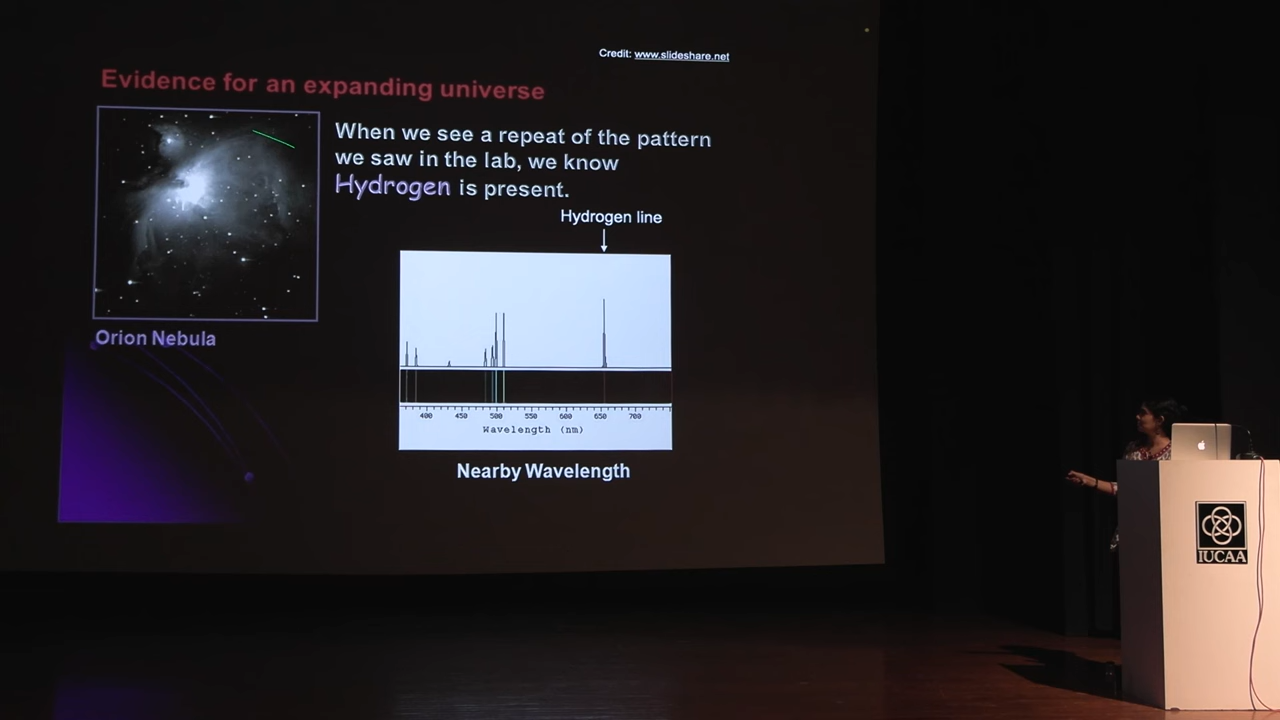 Credit: www.slideshare.net
Evidence for an expanding universe
When we see a repeat of the pattern
we saw in the lab, we know
Hydrogen is present.
Hydrogen line
Orion Nebula
400 450 500 550 600 650 700
Wavelength (nm)
Nearby Wavelength
IUCAA